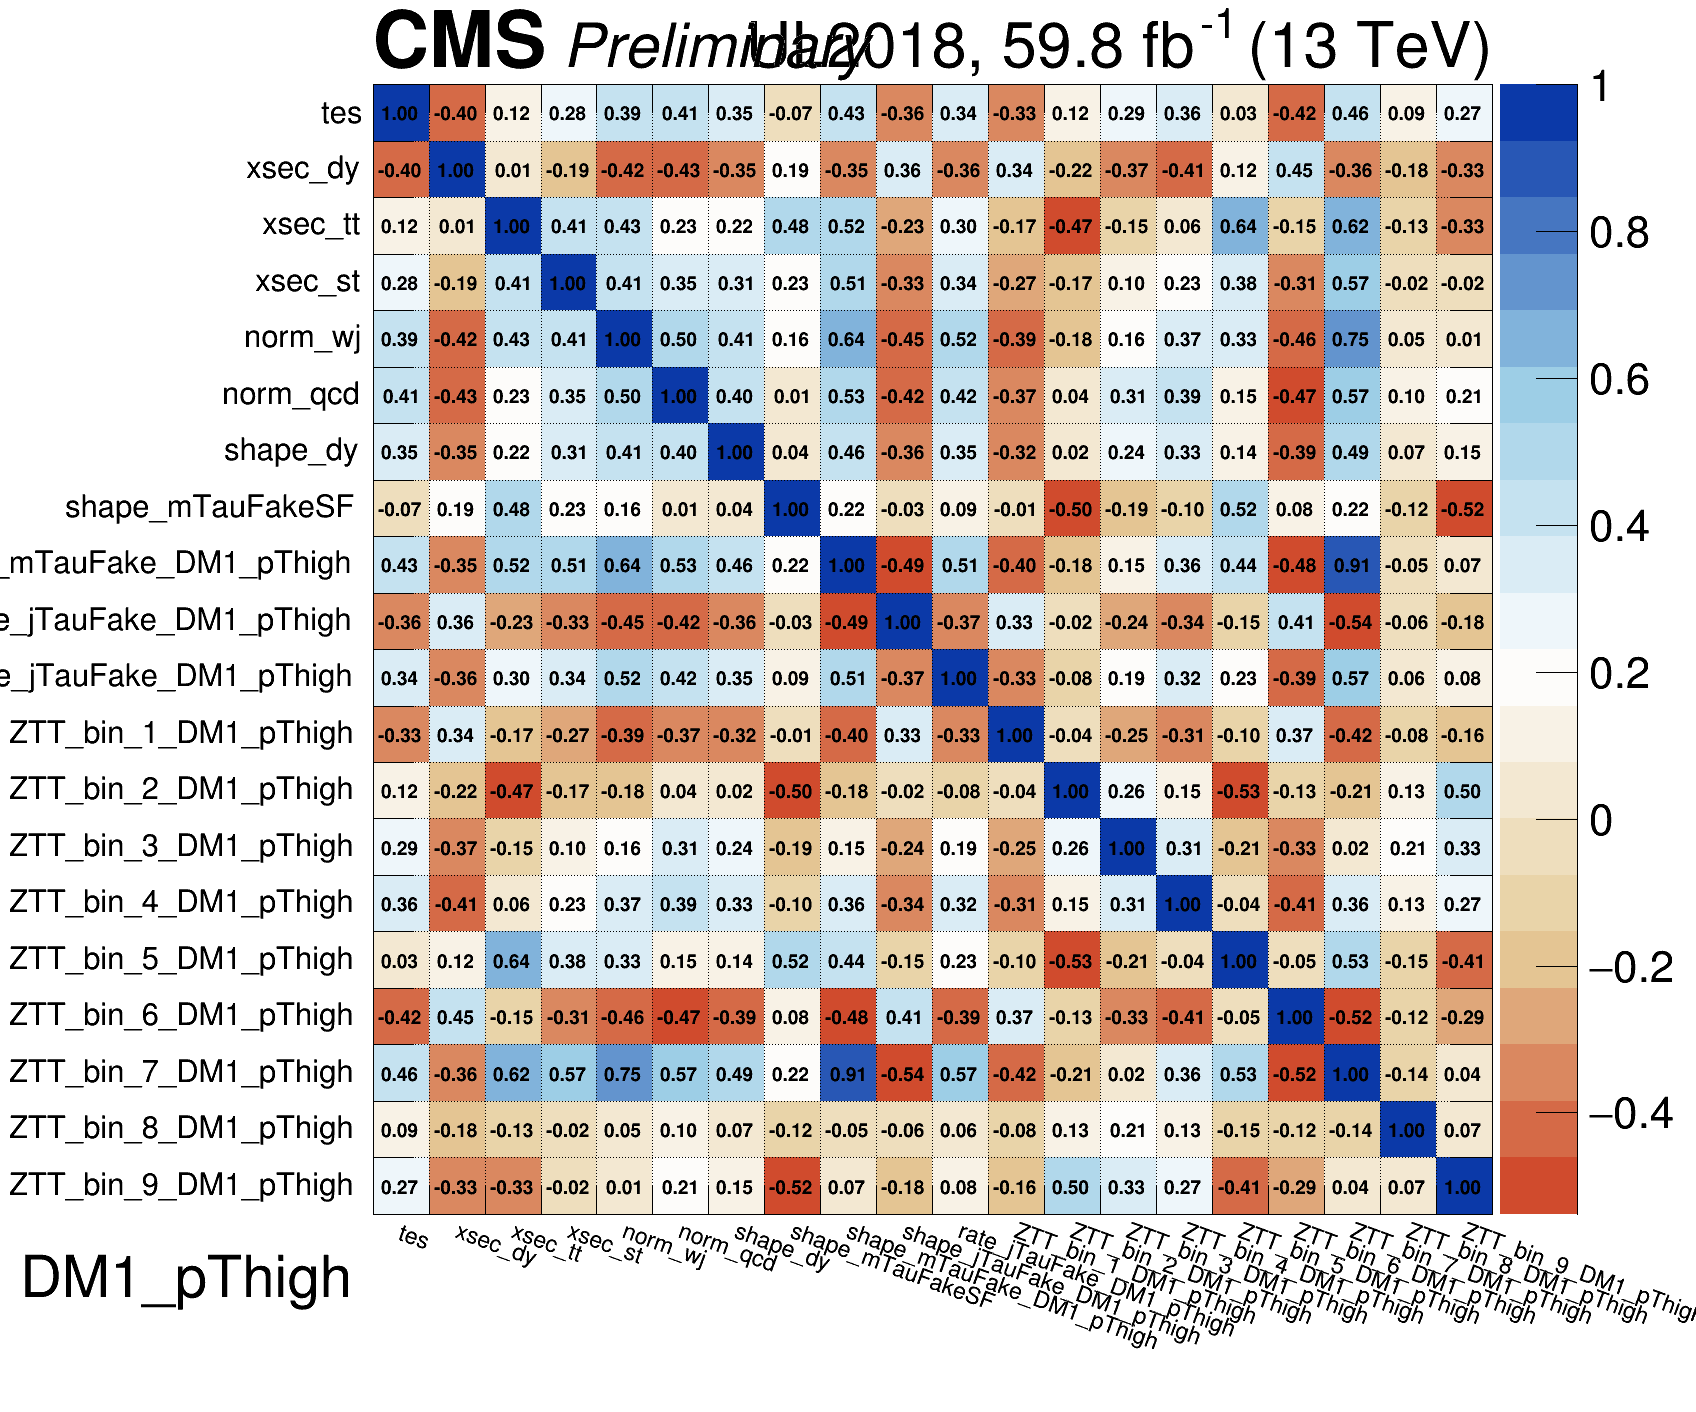 CMS Preliminary UL2018, 59.8 fb-1 (13 TeV)
tes 1.00 -0.40 0.12 0.28 0.39 0.41 0.35 -0.07 0.43 -0.36 0.34 -0.33 0.12 0.29 0.36 0.03 -0.42 0.46 0.09 0.27
xsec_dy -0.40 1.00 0.01 -0.19 -0.42 -0.43 -0.35 0.19 -0.35 0.36 -0.36 0.34 -0.22 -0.37 -0.41 0.12 0.45 -0.36 -0.18 -0.33
xsec_tt 0.12 0.01 1.00 0.41 0.43 0.23 0.22 0.48 0.52 -0.23 0.30 -0.17 -0.47 -0.15 0.06 0.64 -0.15 0.62 -0.13 -0.33
xsec_st 0.28 -0.19 0.41 1.00 0.41 0.35 0.31 0.23 0.51 -0.33 0.34 -0.27 -0.17 0.10 0.23 0.38 -0.31 0.57 -0.02 -0.02
norm_wj 0.39 -0.42 0.43 0.41 1.00 0.50 0.41 0.16 0.64 -0.45 0.52 -0.39 -0.18 0.16 0.37 0.33 -0.46 0.75 0.05 0.01
norm_qcd 0.41 -0.43 0.23 0.35 0.50 1.00 0.40 0.01 0.53 -0.42 0.42 -0.37 0.04 0.31 0.39 0.15 -0.47 0.57 0.10 0.21
shape_dy 0.35 -0.35 0.22 0.31 0.41 0.40 1.00 0.04 0.46 -0.36 0.35 -0.32 0.02 0.24 0.33 0.14 -0.39 0.49 0.07 0.15
shape_mTauFakeSF -0.07 0.19 0.48 0.23 0.16 0.01 0.04 1.00 0.22 -0.03 0.09 -0.01 -0.50 -0.19 -0.10 0.52 0.08 0.22 -0.12 -0.52
_mTauFake_DM1_pThigh 0.43 -0.35 0.52 0.51 0.64 0.53 0.46 0.22 1.00 -0.49 0.51 -0.40 -0.18 0.15 0.36 0.44 -0.48 0.91 -0.05 0.07
e_jTauFake_DM1_pThigh -0.36 0.36 -0.23 -0.33 -0.45 -0.42 -0.36 -0.03 -0.49 1.00 -0.37 0.33 -0.02 -0.24 -0.34 -0.15 0.41 -0.54 -0.06 -0.18
e_jTauFake_DM1_pThigh 0.34 -0.36 0.30 0.34 0.52 0.42 0.35 0.09 0.51 -0.37 1.00 -0.33 -0.08 0.19 0.32 0.23 -0.39 0.57 0.06 0.08
ZTT_bin_1_DM1_pThigh -0.33 0.34 -0.17 -0.27 -0.39 -0.37 -0.32 -0.01 -0.40 0.33 -0.33 1.00 -0.04 -0.25 -0.31 -0.10 0.37 -0.42 -0.08 -0.16
ZTT_bin_2_DM1_pThigh 0.12 -0.22 -0.47 -0.17 -0.18 0.04 0.02 -0.50 -0.18 -0.02 -0.08 -0.04 1.00 0.26 0.15 -0.53 -0.13 -0.21 0.13 0.50
ZTT_bin_3_DM1_pThigh 0.29 -0.37 -0.15 0.10 0.16 0.31 0.24 -0.19 0.15 -0.24 0.19 -0.25 0.26 1.00 0.31 -0.21 -0.33 0.02 0.21 0.33
ZTT_bin_4_DM1_pThigh 0.36 -0.41 0.06 0.23 0.37 0.39 0.33 -0.10 0.36 -0.34 0.32 -0.31 0.15 0.31 1.00 -0.04 -0.41 0.36 0.13 0.27
ZTT_bin_5_DM1_pThigh 0.03 0.12 0.64 0.38 0.33 0.15 0.14 0.52 0.44 -0.15 0.23 -0.10 -0.53 -0.21 -0.04 1.00 -0.05 0.53 -0.15 -0.41
ZTT_bin_6_DM1_pThigh -0.42 0.45 -0.15 -0.31 -0.46 -0.47 -0.39 0.08 -0.48 0.41 -0.39 0.37 -0.13 -0.33 -0.41 -0.05 1.00 -0.52 -0.12 -0.29
ZTT_bin_7_DM1_pThigh 0.46 -0.36 0.62 0.57 0.75 0.57 0.49 0.22 0.91 -0.54 0.57 -0.42 -0.21 0.02 0.36 0.53 -0.52 1.00 -0.14 0.04
ZTT_bin_8_DM1_pThigh 0.09 -0.18 -0.13 -0.02 0.05 0.10 0.07 -0.12 -0.05 -0.06 0.06 -0.08 0.13 0.21 0.13 -0.15 -0.12 -0.14 1.00 0.07
ZTT_bin_9_DM1_pThigh 0.27 -0.33 -0.33 -0.02 0.01 0.21 0.15 -0.52 0.07 -0.18 0.08 -0.16 0.50 0.33 0.27 -0.41 -0.29 0.04 0.07 1.00
1
0.8
0.6
0.4
0.2
0
−0.2
−0.4
tes
xsec_dy
xsec_tt
xsec_st
norm_wj
norm_qcd
shape_dy
shape_mTauFakeSF
shape_mTauFake_DM1_pThigh
shape_jTauFake_DM1_pThigh
rate_jTauFake_DM1_pThigh
ZTT_bin_1_DM1_pThigh
ZTT_bin_2_DM1_pThigh
ZTT_bin_3_DM1_pThigh
ZTT_bin_4_DM1_pThigh
ZTT_bin_5_DM1_pThigh
ZTT_bin_6_DM1_pThigh
ZTT_bin_7_DM1_pThigh
ZTT_bin_8_DM1_pThigh
ZTT_bin_9_DM1_pThigh
DM1_pThigh